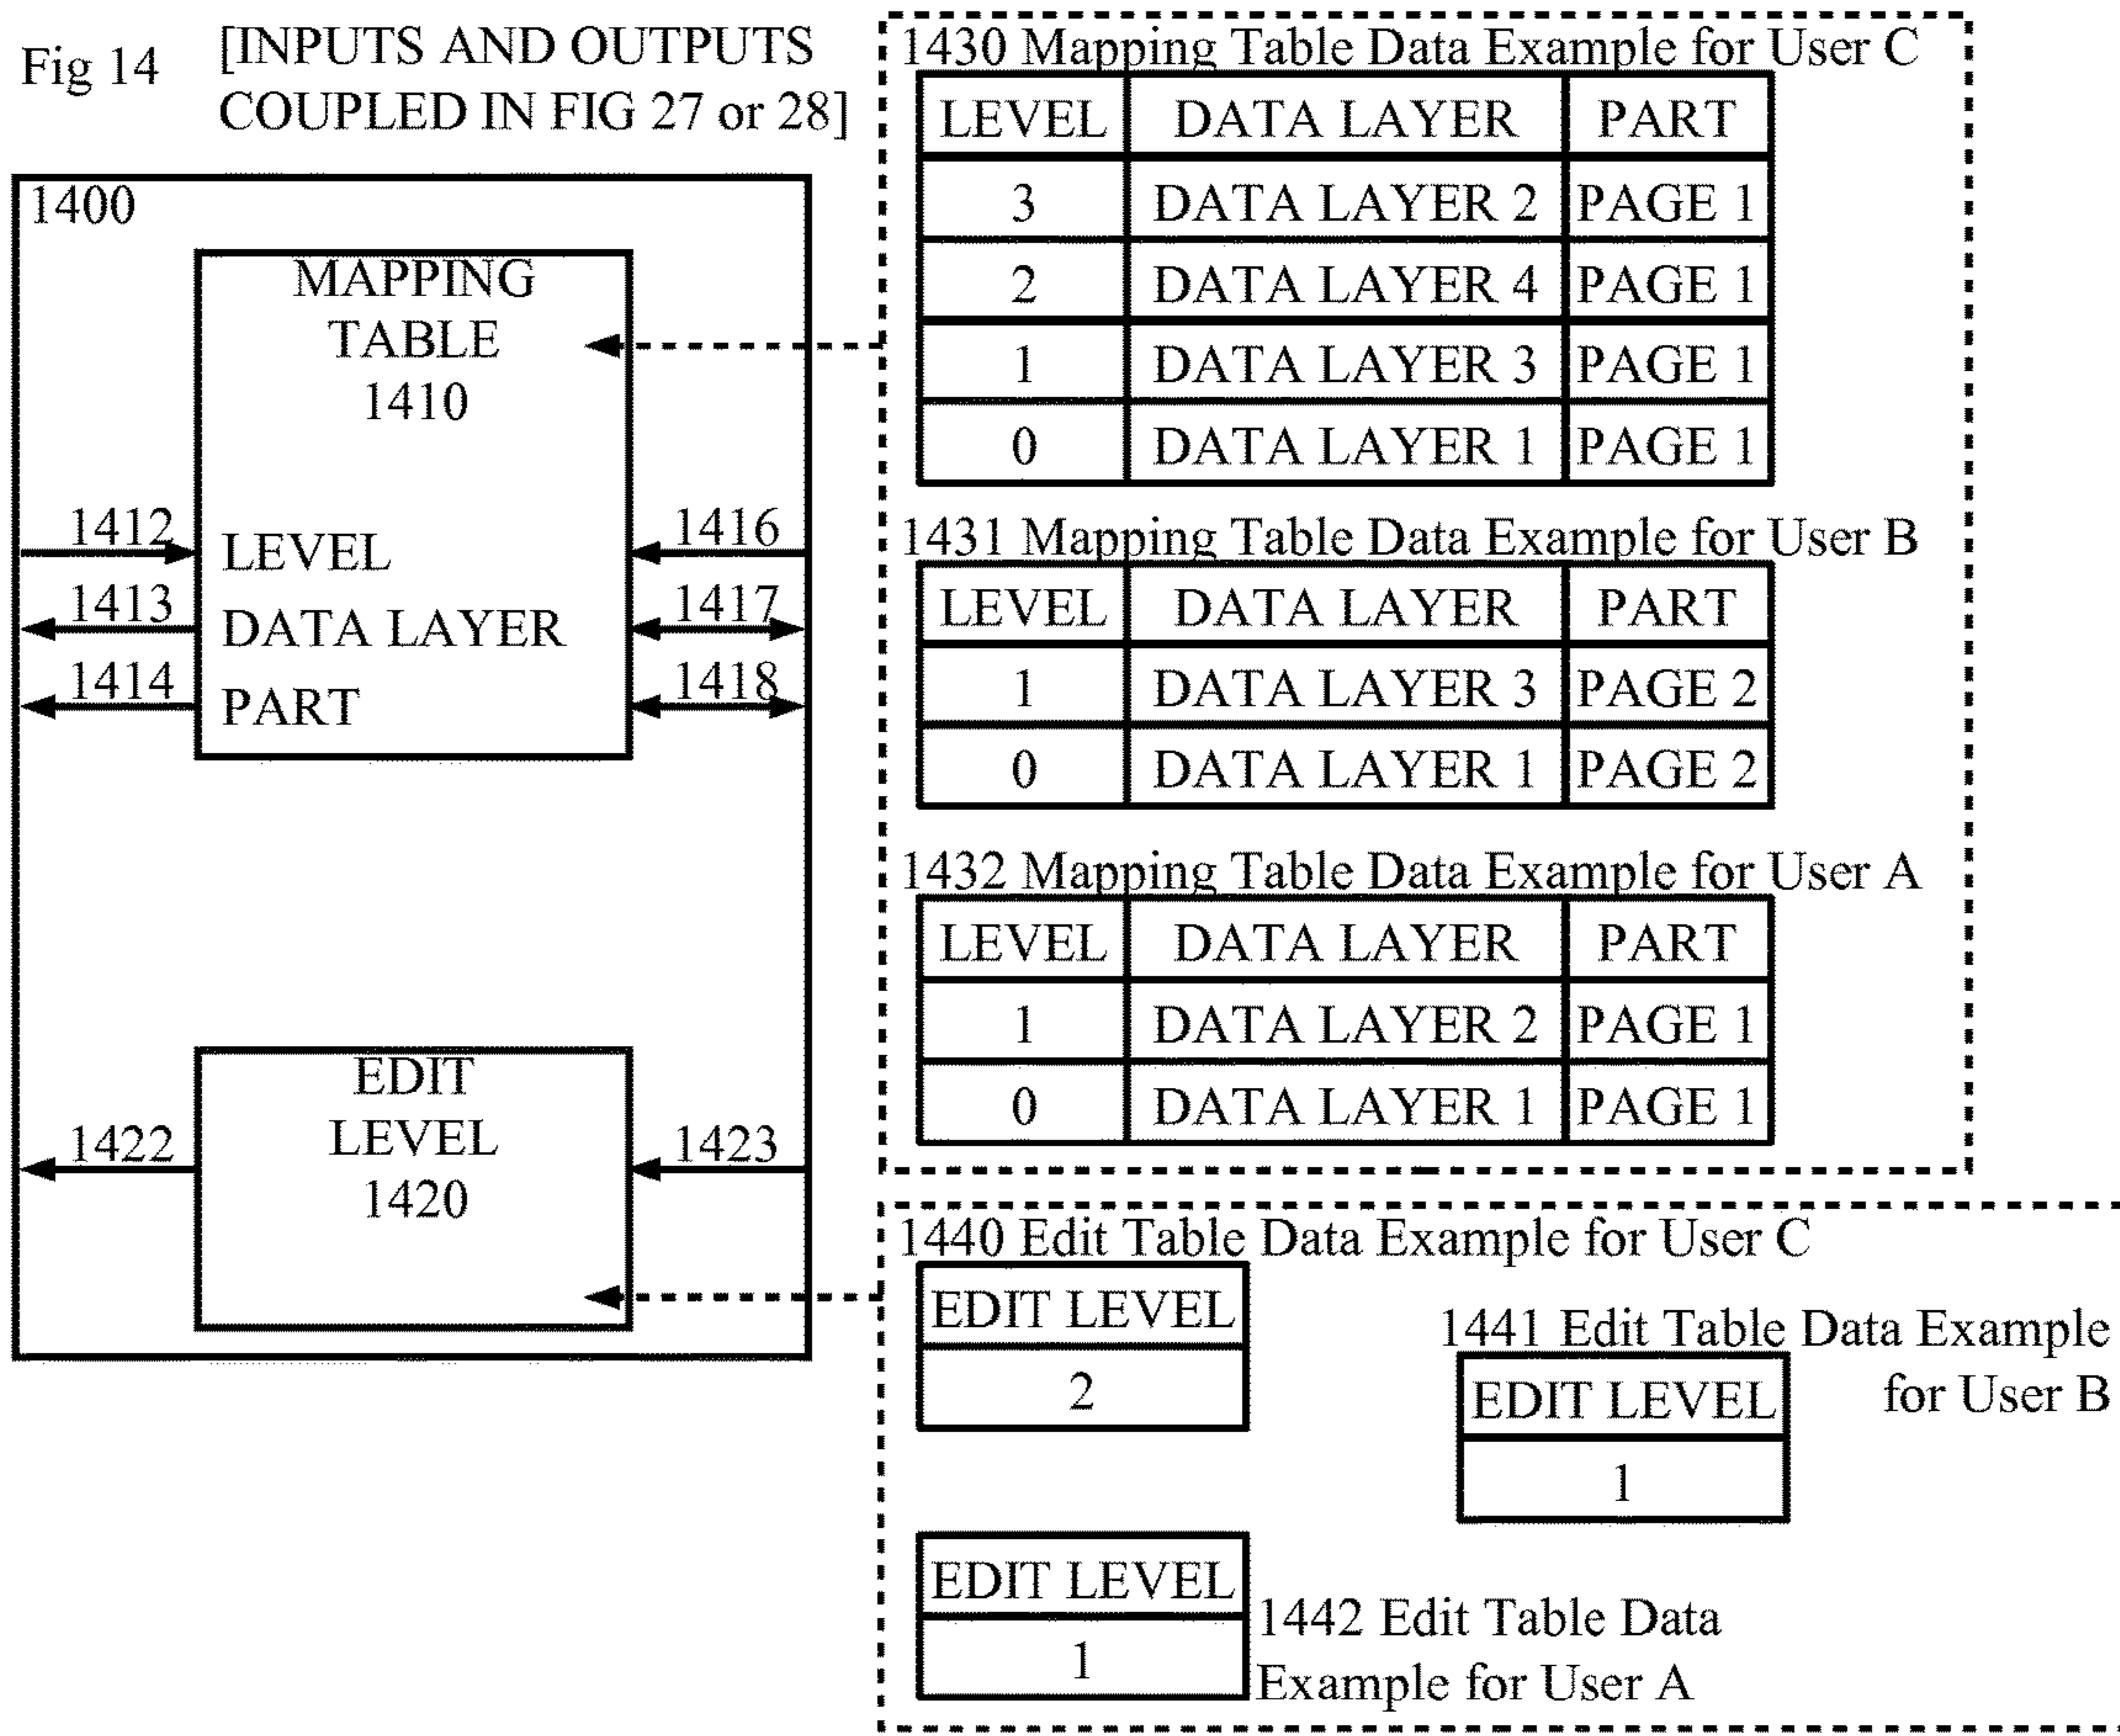 Fig 14
[INPUTS AND OUTPUTS
COUPLED IN FIG 27 or 28]
1400
MAPPING
TABLE
1410
1412 LEVEL 1416
1413 DATA LAYER 1417
1414 PART 1418
EDIT
LEVEL
1420
1422 1423
1430 Mapping Table Data Example for User C
LEVEL DATA LAYER PART
3 DATA LAYER 2 PAGE 1
2 DATA LAYER 4 PAGE 1
1 DATA LAYER 3 PAGE 1
0 DATA LAYER 1 PAGE 1
1431 Mapping Table Data Example for User B
LEVEL DATA LAYER PART
1 DATA LAYER 3 PAGE 2
0 DATA LAYER 1 PAGE 2
1432 Mapping Table Data Example for User A
LEVEL DATA LAYER PART
1 DATA LAYER 2 PAGE 1
0 DATA LAYER 1 PAGE 1
1440 Edit Table Data Example for User C
EDIT LEVEL
2
1441 Edit Table Data Example
for User B
EDIT LEVEL
1
EDIT LEVEL
1
1442 Edit Table Data
Example for User A